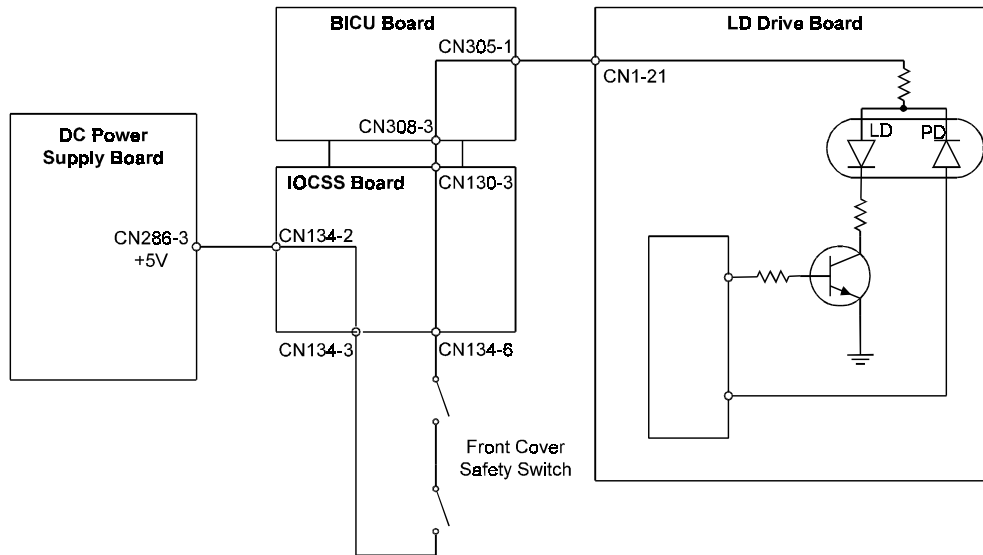 BICU Board
CN305-1
LD Drive Board
CN1-21
CN308-3
DC Power
Supply Board
LD
PD
IOCSS Board
CN130-3
CN286-3
+5V
CN134-2
CN134-3
CN134-6
Front Cover
Safety Switch